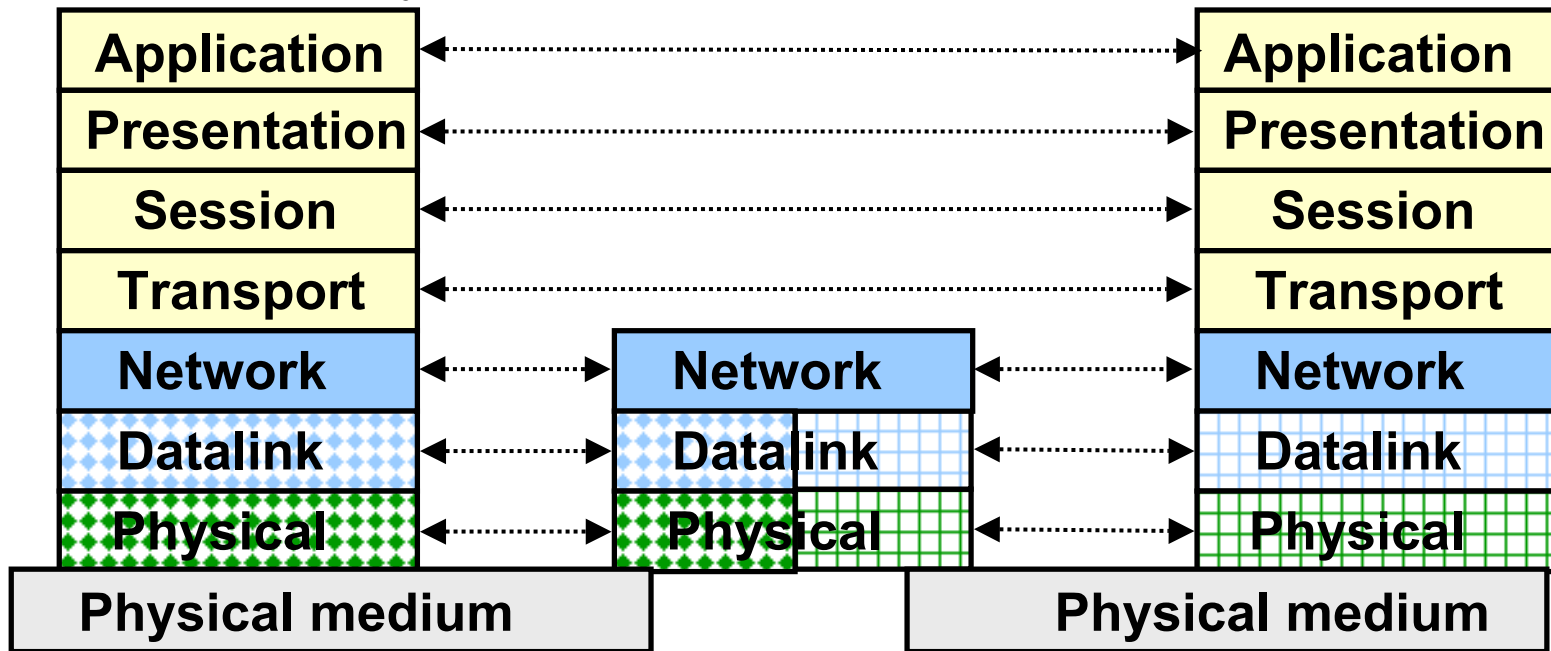 Application Application
Presentation Presentation
Session Session
Transport Transport
Network Network Network
Datalink Datalink Datalink
Physical Physical Physical
Physical medium Physical medium